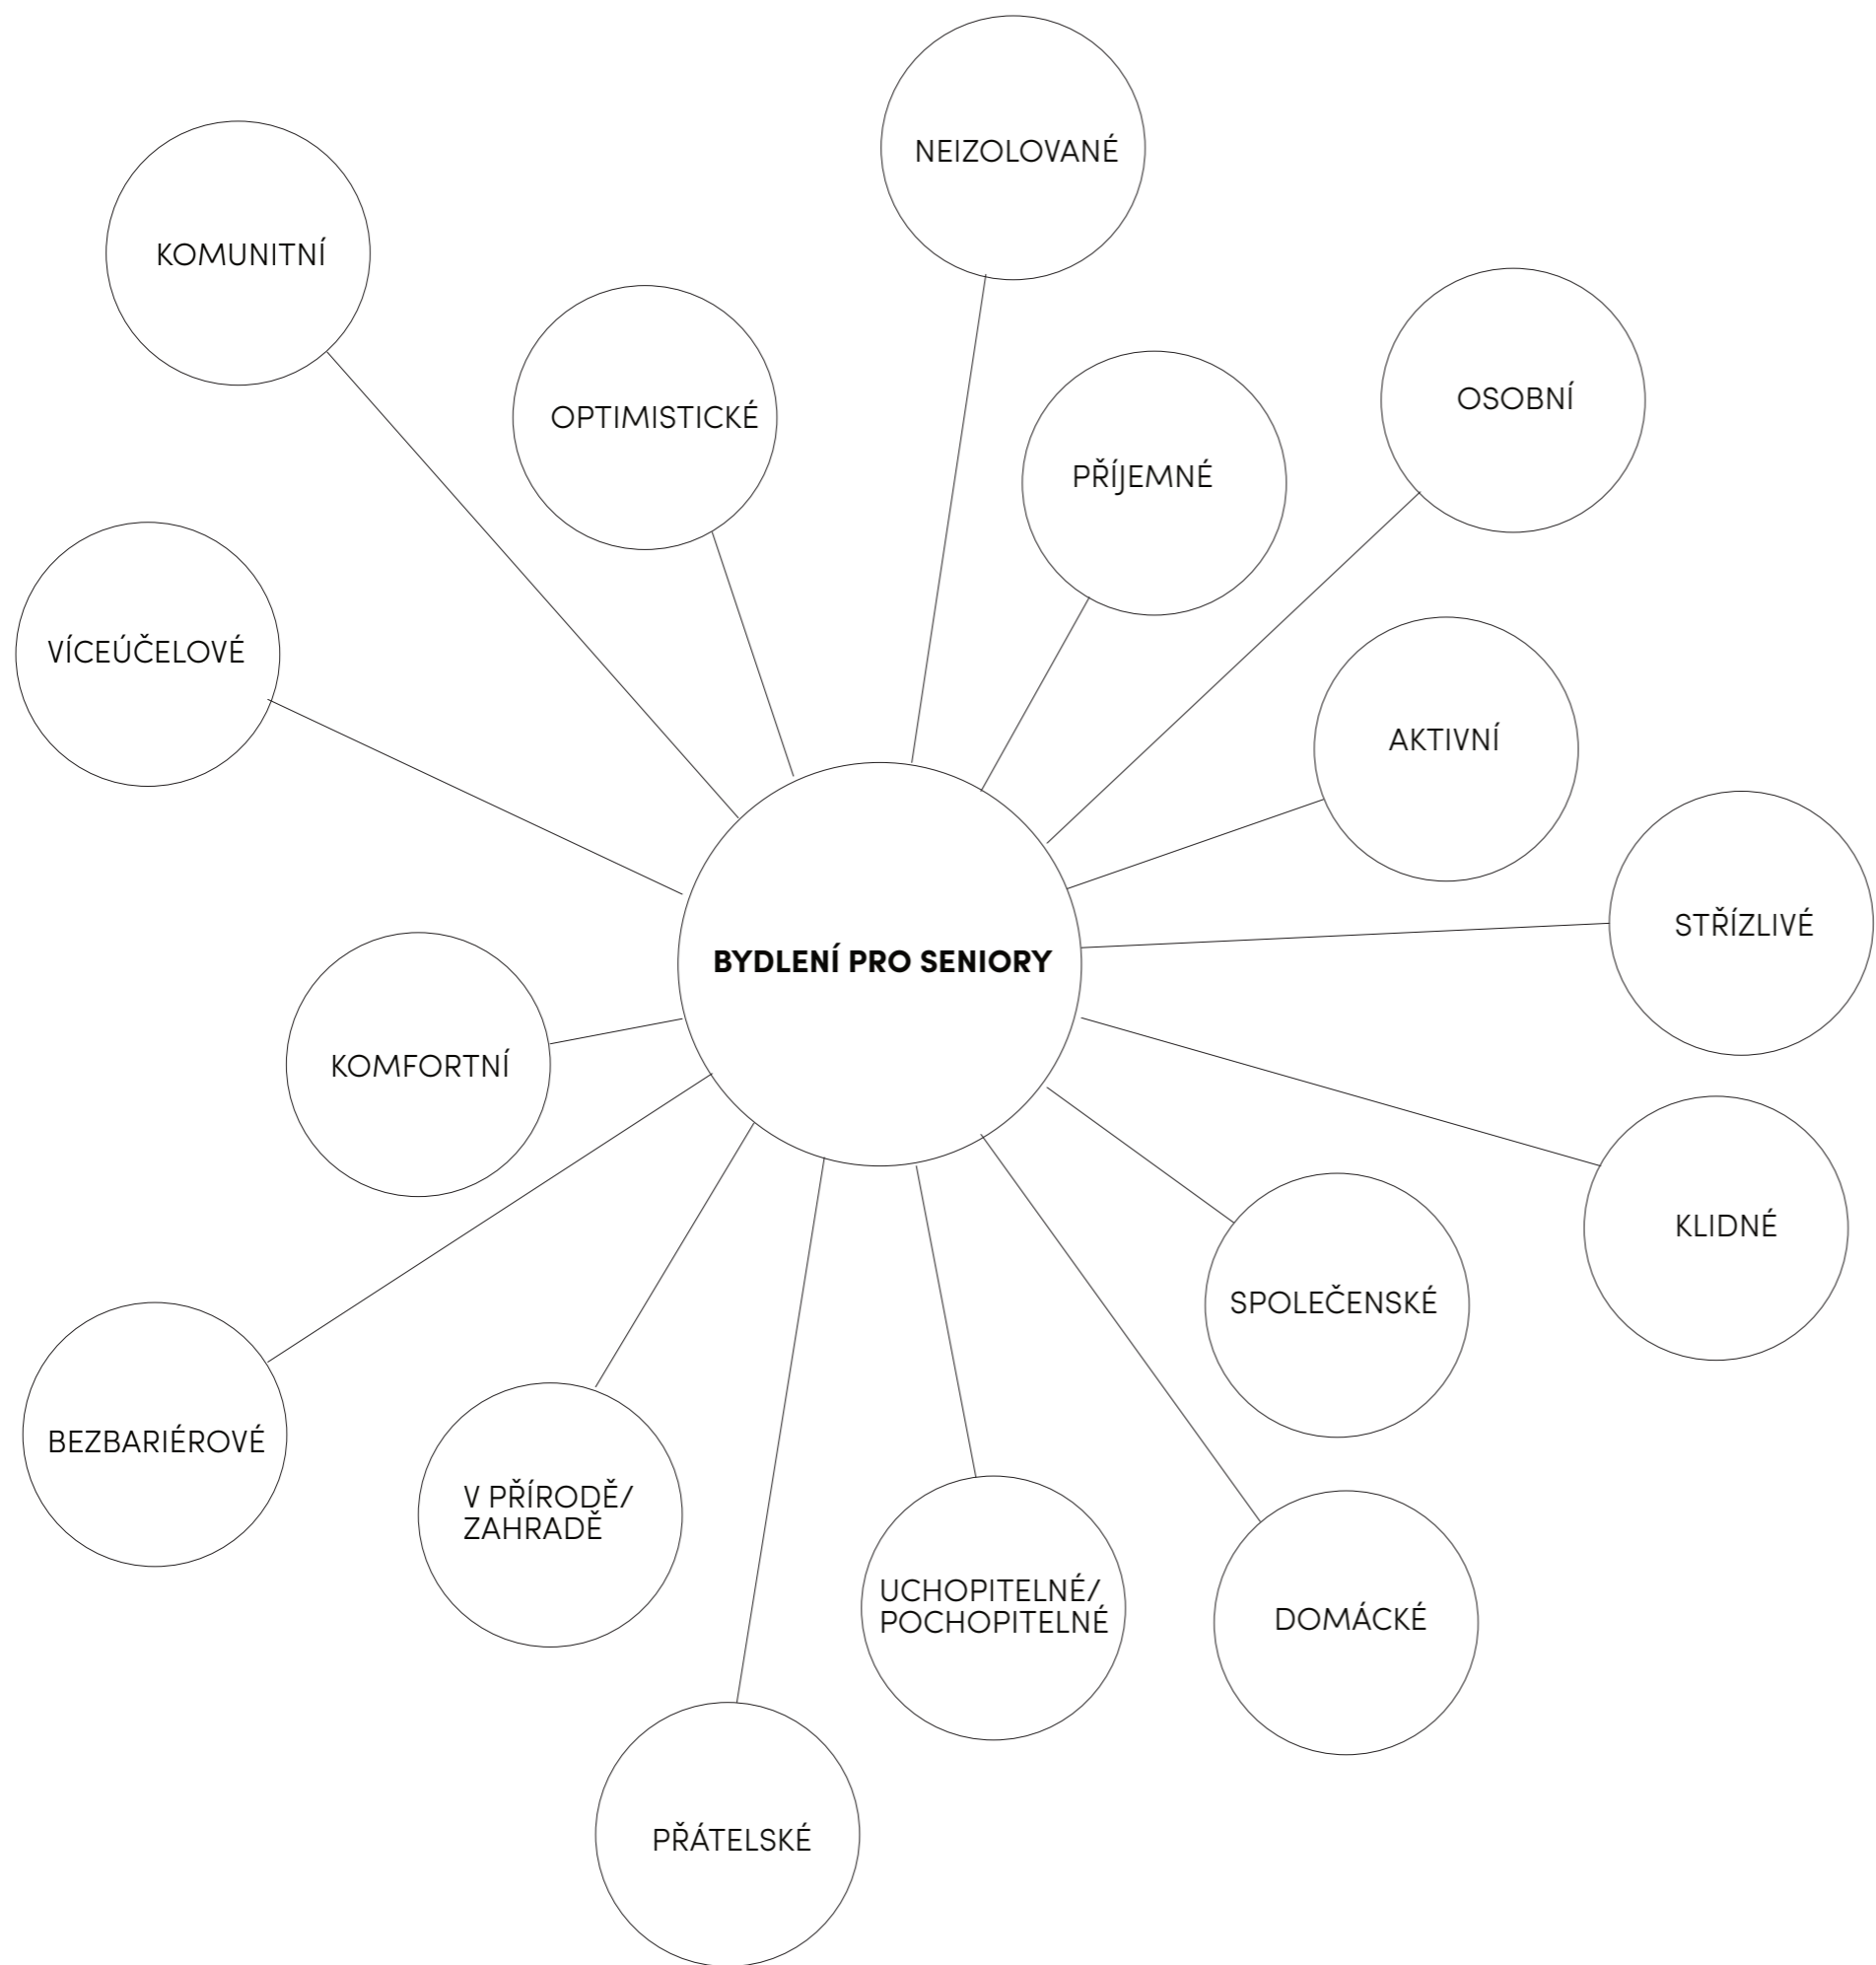 NEIZOLOVANÉ
KOMUNITNÍ
OPTIMISTICKÉ
OSOBNÍ
PŘÍJEMNÉ
VÍCEÚČELOVÉ
AKTIVNÍ
STŘÍZLIVÉ
BYDLENÍ PRO SENIORY
KOMFORTNÍ
KLIDNÉ
SPOLEČENSKÉ
BEZBARIÉROVÉ
V PŘÍRODĚ/
ZAHRADĚ
UCHOPITELNÉ/
POCHOPITELNÉ
DOMÁCKÉ
PŘÁTELSKÉ